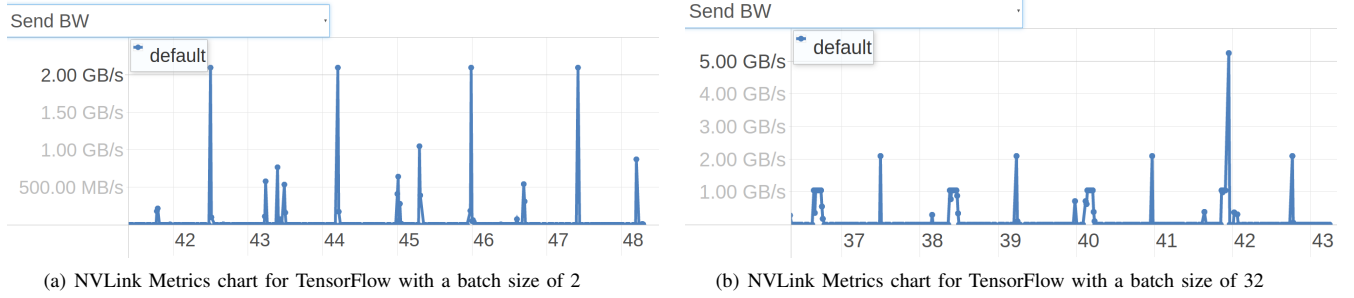 Send BW
default
2.00 GB/s
1.50 GB/s
1.00 GB/s
500.00 MB/s
42 43 44 45 46 47 48
(a) NVLink Metrics chart for TensorFlow with a batch size of 2
Send BW
default
5.00 GB/s
4.00 GB/s
3.00 GB/s
2.00 GB/s
1.00 GB/s
37 38 39 40 41 42 43
(b) NVLink Metrics chart for TensorFlow with a batch size of 32